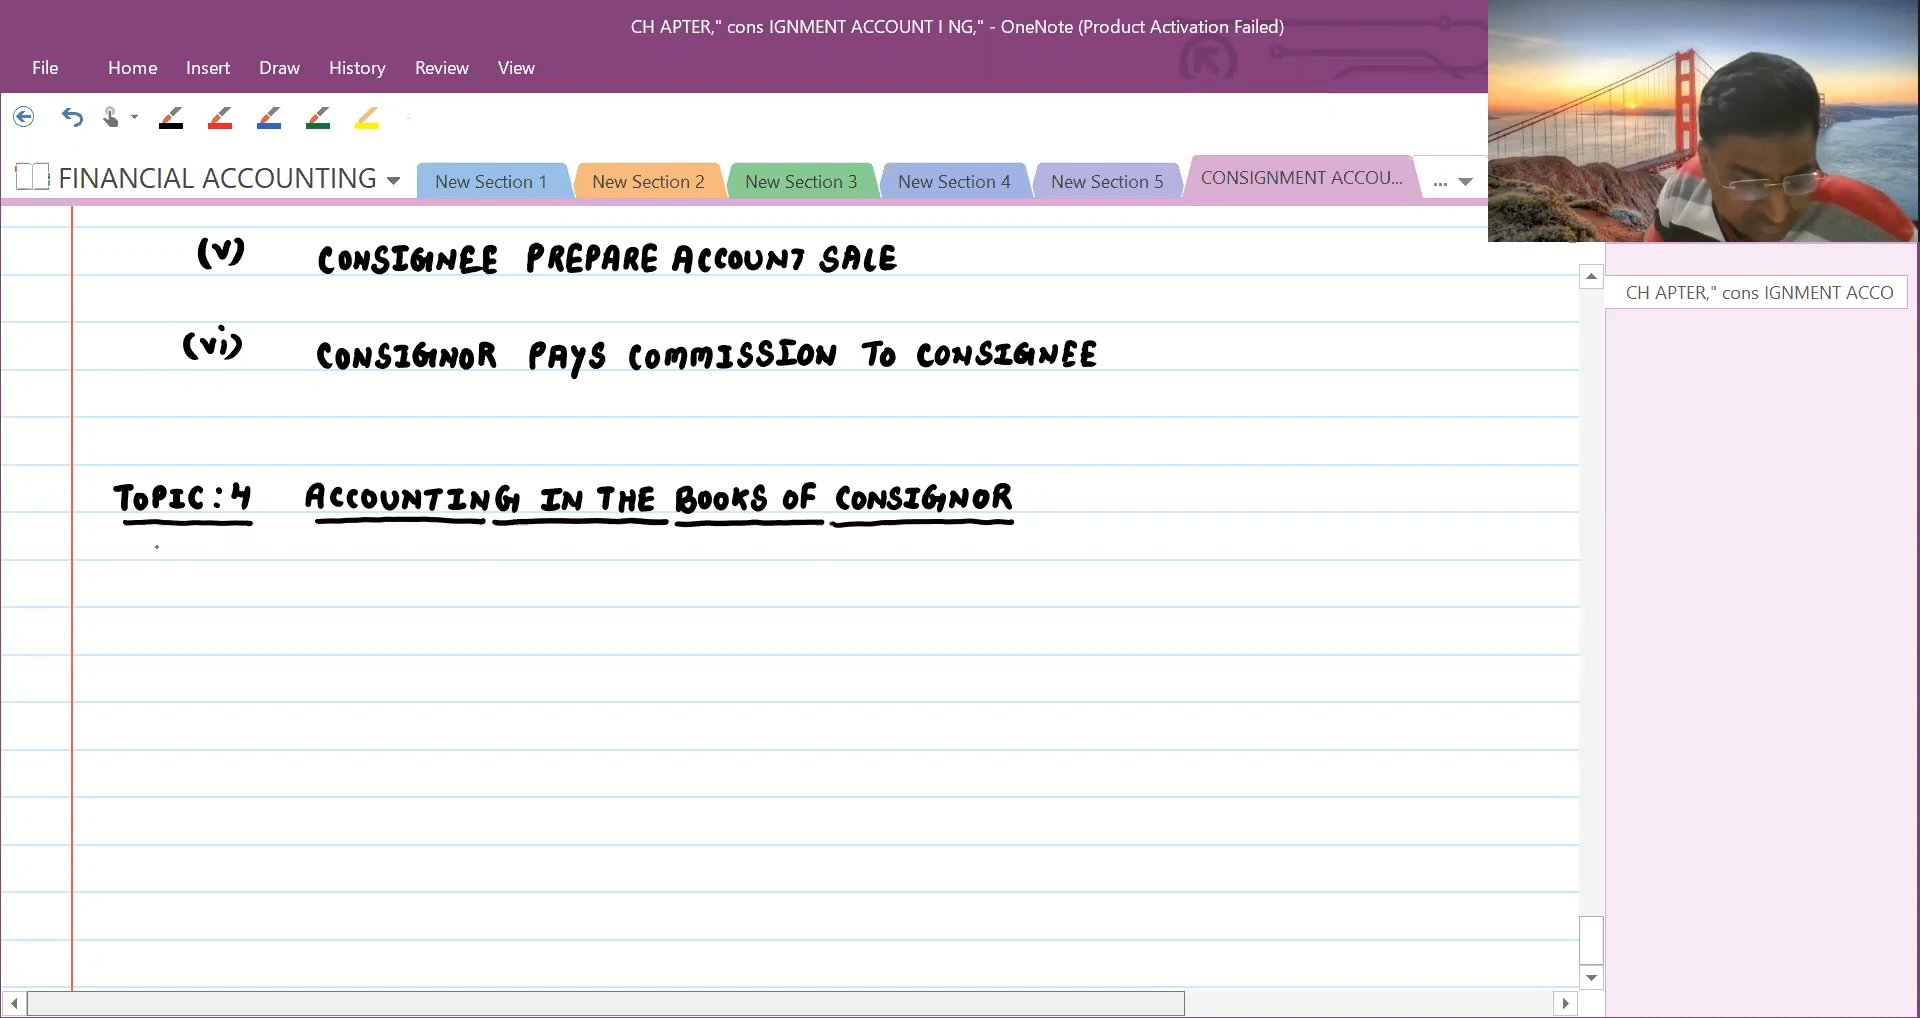 CH APTER," cons IGNMENT ACCOUNT I NG," - OneNote (Product Activation Failed)
File Home Insert Draw History Review View
FINANCIAL ACCOUNTING New Section 1 New Section 2 New Section 3 New Section 4 New Section 5 CONSIGNMENT ACCOU... ...
CH APTER," cons IGNMENT ACCO
(v) CONSIGNEE PREPARE ACCOUNT SALE
(vi) CONSIGNOR PAYS COMMISSION TO CONSIGNEE
TOPIC : 4 ACCOUNTING IN THE BOOKS OF CONSIGNOR